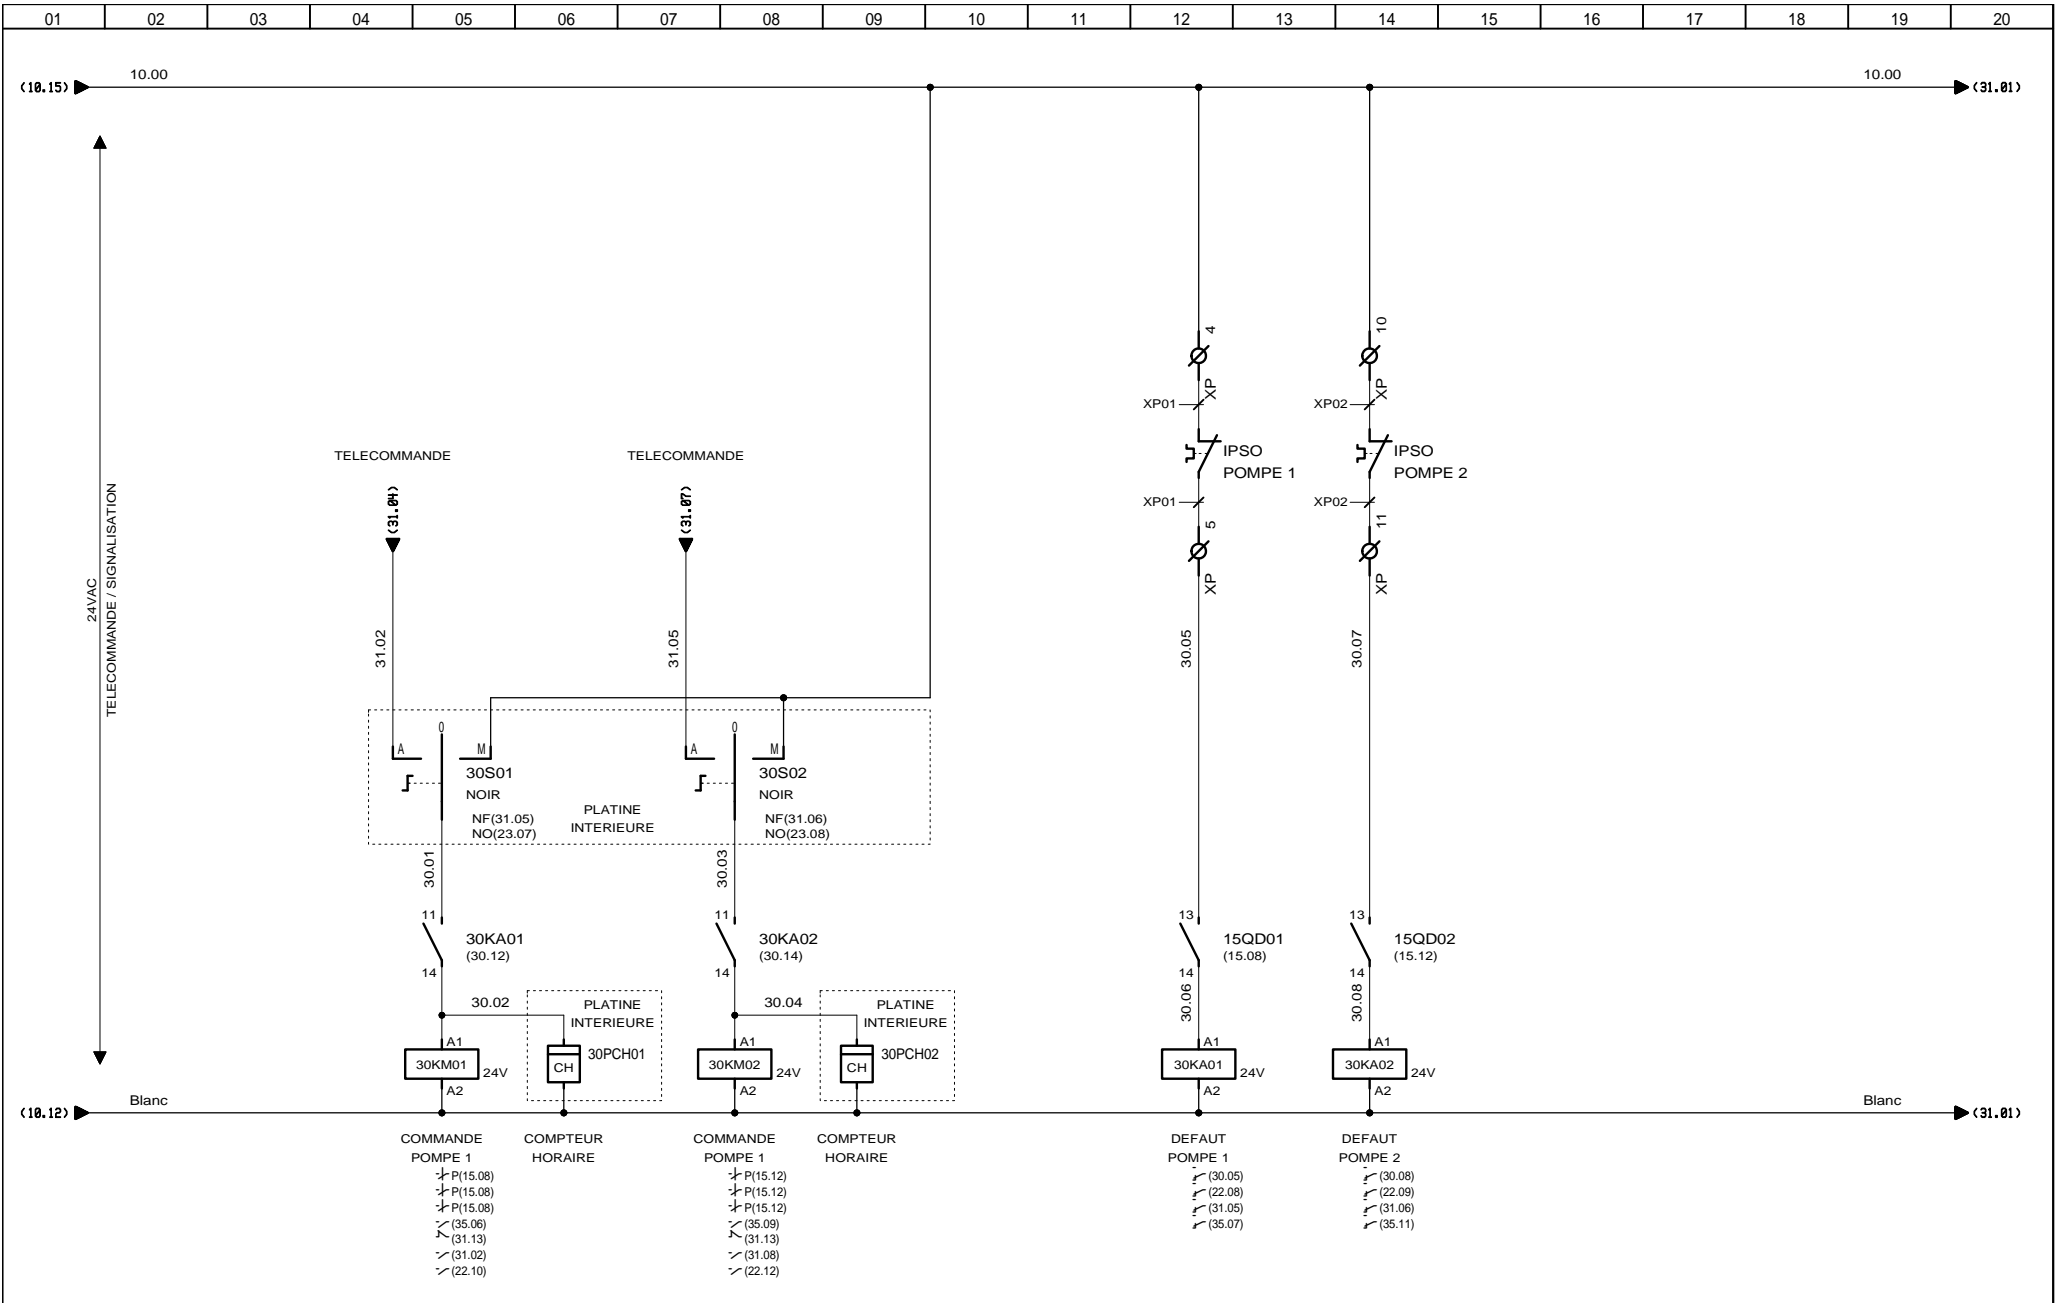 01 02 03 04 05 06 07 08 09 10 11 12 13 14 15 16 17 18 19 20
10.00 10.00
(10.15) (31.01)
24VAC
TELECOMMANDE / SIGNALISATION
4 10
XP XP
XP01 XP02
TELECOMMANDE TELECOMMANDE
IPSO IPSO
POMPE 1 POMPE 2
(31.04) (31.07)
XP01 XP02
5 11
XP XP
31.02 31.05 30.05 30.07
0 0
A M A M
30S01 30S02
NOIR NOIR
PLATINE
INTERIEURE
NF(31.05) NF(31.06)
NO(23.07) NO(23.08)
30.01 30.03
11 11 13 13
30KA01 30KA02 15QD01 15QD02
(30.12) (30.14) (15.08) (15.12)
14 14 14 14
30.02 30.04 30.06 30.08
PLATINE PLATINE
INTERIEURE INTERIEURE
A1 A1 A1 A1
30PCH01 30PCH02
30KM01 24V CH 30KM02 24V CH 30KA01 24V 30KA02 24V
A2 A2 A2 A2
Blanc Blanc
(10.12) (31.01)
COMMANDE COMPTEUR COMMANDE COMPTEUR DEFAUT DEFAUT
POMPE 1 HORAIRE POMPE 1 HORAIRE POMPE 1 POMPE 2
P(15.08) P(15.12) (30.05) (30.08)
P(15.08) P(15.12) (22.08) (22.09)
P(15.08) P(15.12) (31.05) (31.06)
(35.06) (35.09) (35.07) (35.11)
(31.13) (31.13)
(31.02) (31.08)
(22.10) (22.12)